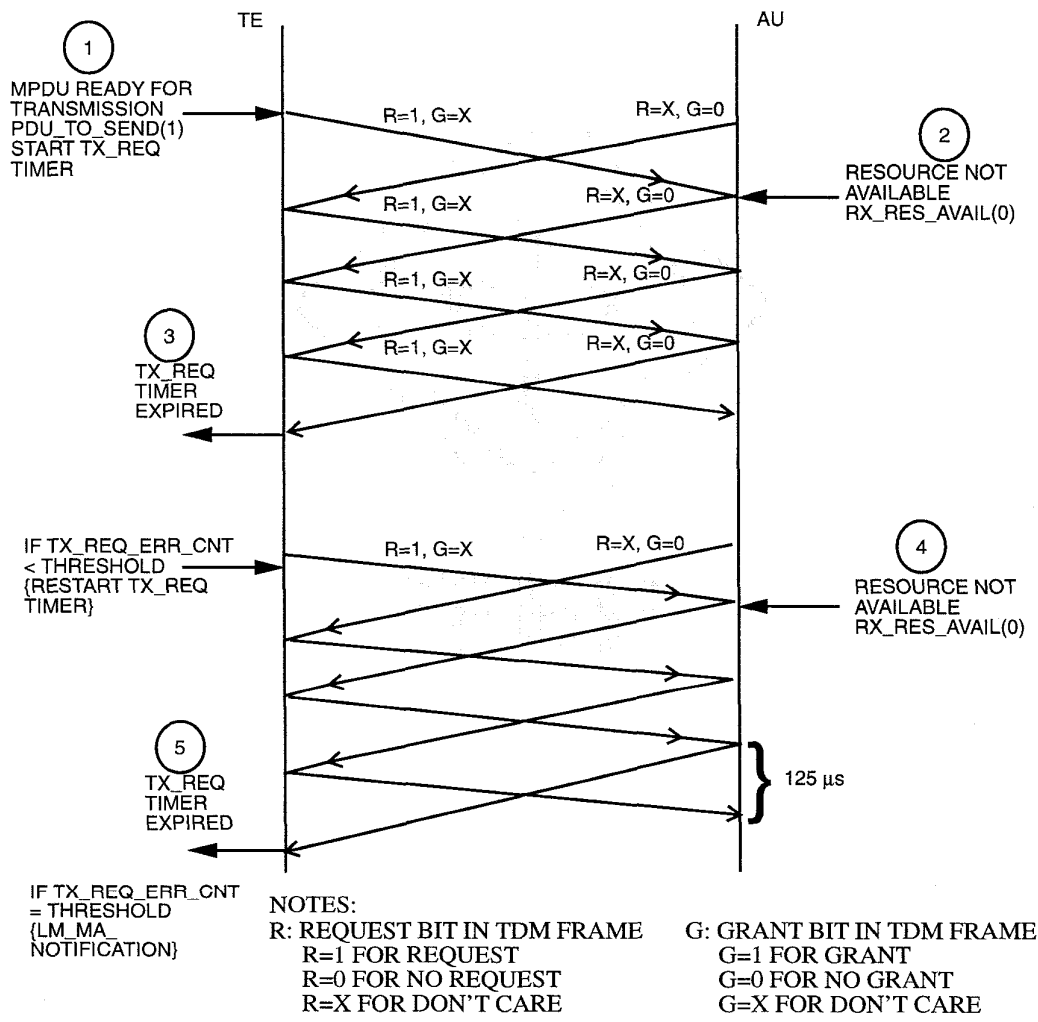 TE
AU
1
MPDU READY FOR
TRANSMISSION
PDU_TO_SEND(1)
START TX_REQ
TIMER
R=1, G=X
R=X, G=0
2
RESOURCE NOT
AVAILABLE
RX_RES_AVAIL(0)
R=1, G=X
R=X, G=0
R=1, G=X
R=X, G=0
3
TX_REQ
TIMER
EXPIRED
R=1, G=X
R=X, G=0
IF TX_REQ_ERR_CNT
< THRESHOLD
{RESTART TX_REQ
TIMER}
R=1, G=X
R=X, G=0
4
RESOURCE NOT
AVAILABLE
RX_RES_AVAIL(0)
5
TX_REQ
TIMER
EXPIRED
125 μs
IF TX_REQ_ERR_CNT
= THRESHOLD
{LM_MA_
NOTIFICATION}
NOTES:
R: REQUEST BIT IN TDM FRAME
R=1 FOR REQUEST
R=0 FOR NO REQUEST
R=X FOR DON'T CARE
G: GRANT BIT IN TDM FRAME
G=1 FOR GRANT
G=0 FOR NO GRANT
G=X FOR DON'T CARE